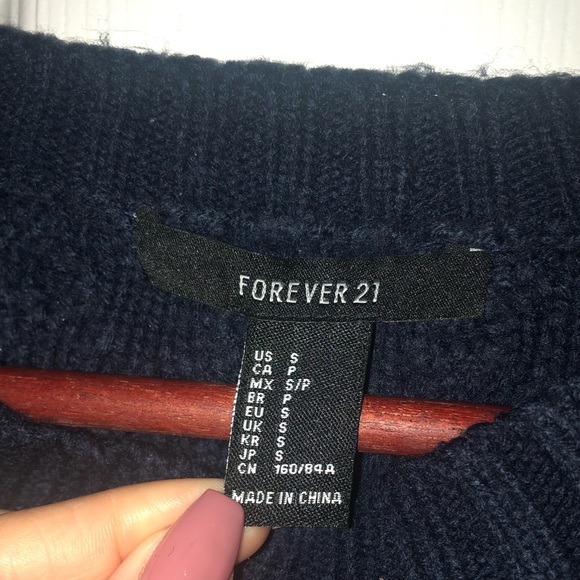 FOREVER 21
US S
CA P
MX S/P
BR P
EU S
UK S
KR S
JP S
CN 160/84A
MADE IN CHINA